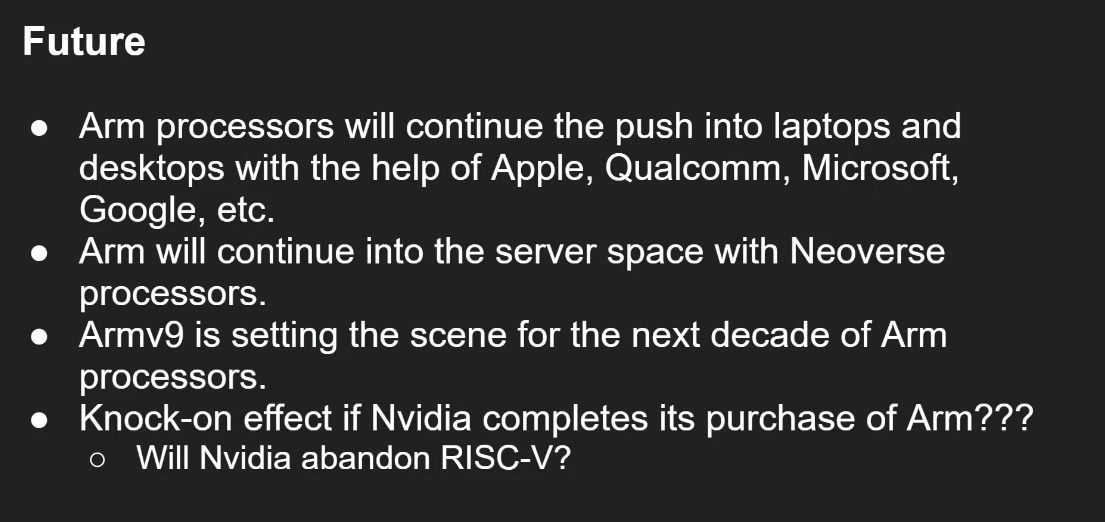 Future
● Arm processors will continue the push into laptops and
desktops with the help of Apple, Qualcomm, Microsoft,
Google, etc.
● Arm will continue into the server space with Neoverse
processors.
● Armv9 is setting the scene for the next decade of Arm
processors.
● Knock-on effect if Nvidia completes its purchase of Arm???
○ Will Nvidia abandon RISC-V?